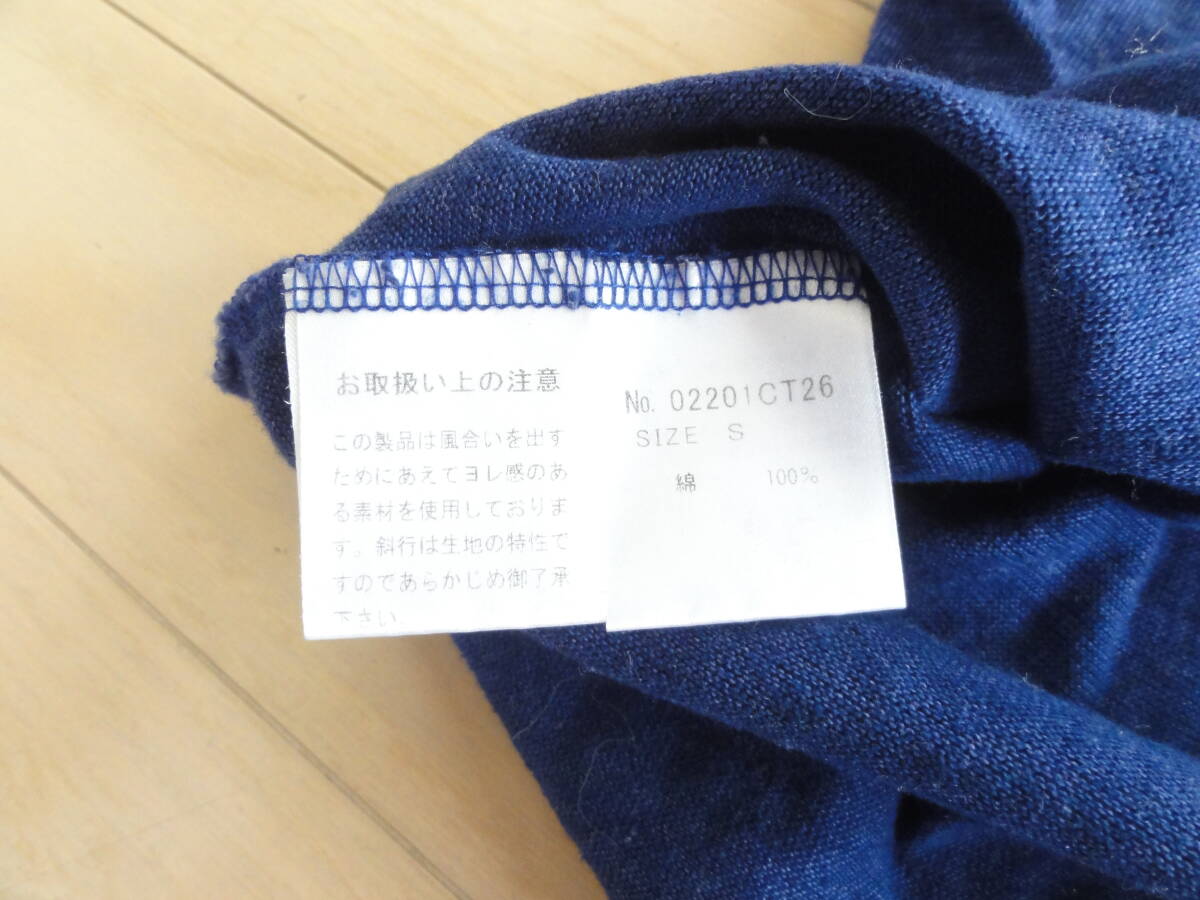 お取扱い上の注意
この製品は風合いを出す
ためにあえてヨレ感のあ
る素材を使用しておりま
す。斜行は生地の特性で
すのであらかじめ御了承
下さい.
No. 02201CT26
SIZE S
綿 100%